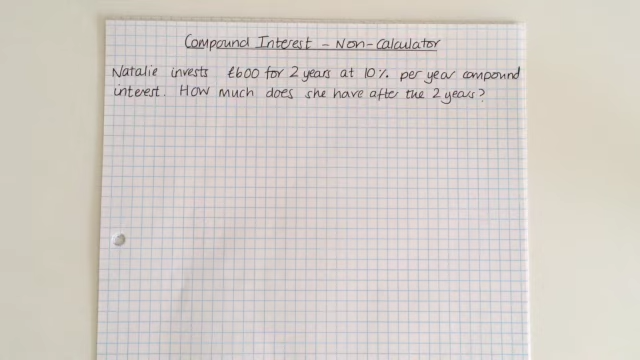 Compound Interest - Non-Calculator
Natalie invests £600 for 2 years at 10% per year compound
interest. How much does she have after the 2 years?